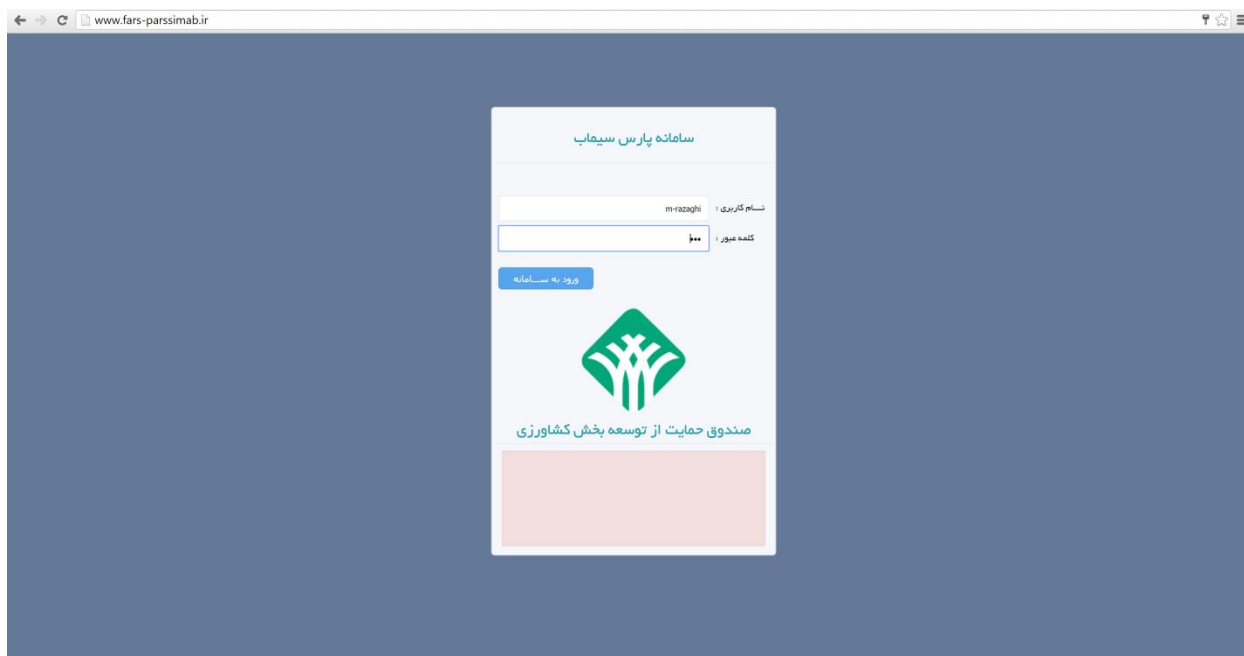 www.fars-parssimab.ir
سامانه پارس سیماب
نـــام کاربری : m-razaghi
کلمه عبور : •••
ورود به ســـامانه
صندوق حمایت از توسعه بخش کشاورزی